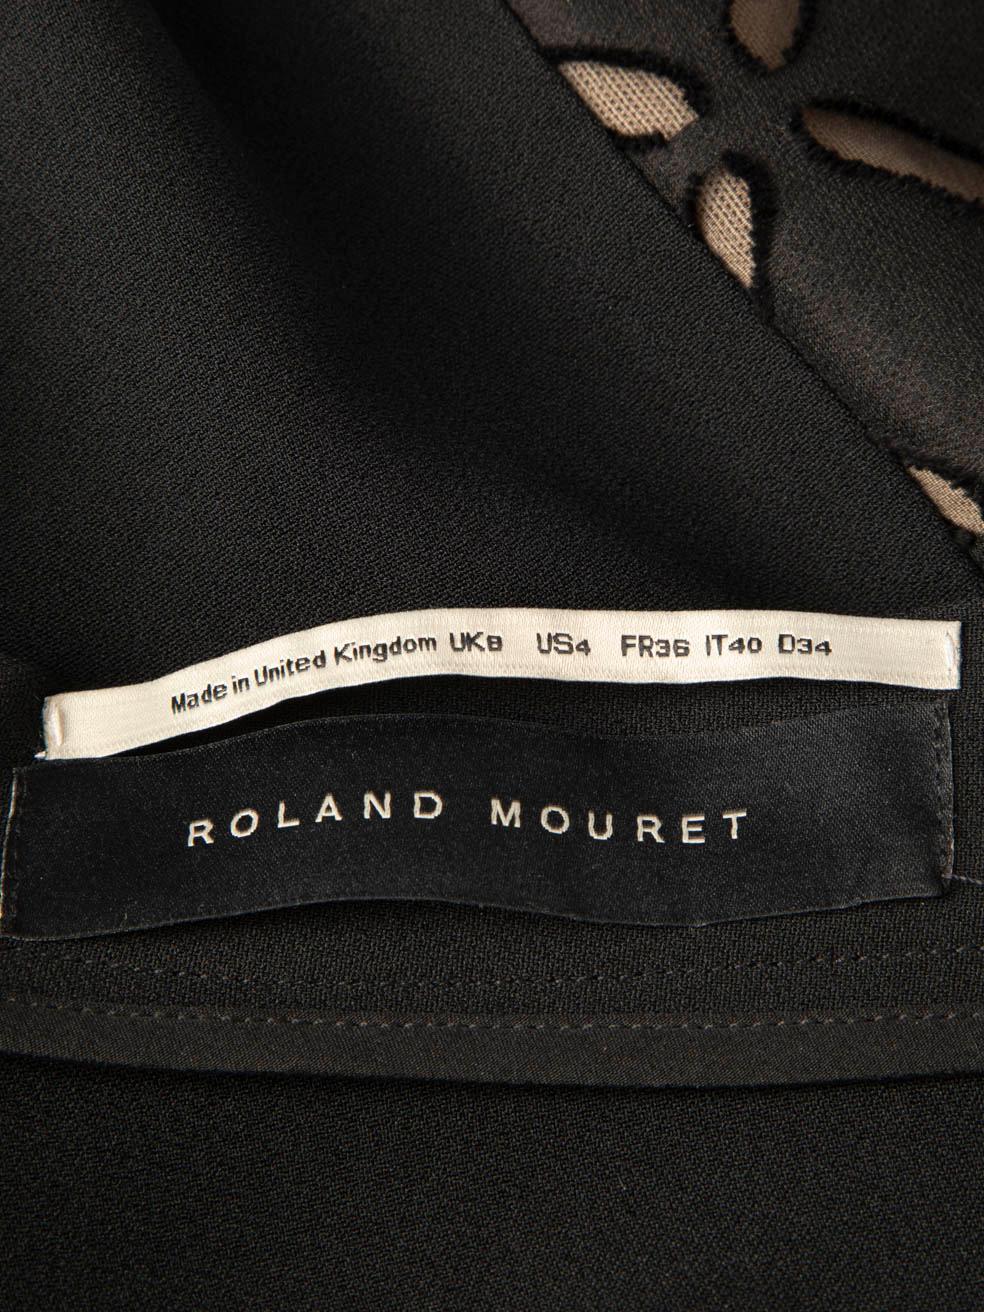 Made in United Kingdom UK8 US4 FR36 IT40 D34
ROLAND MOURET